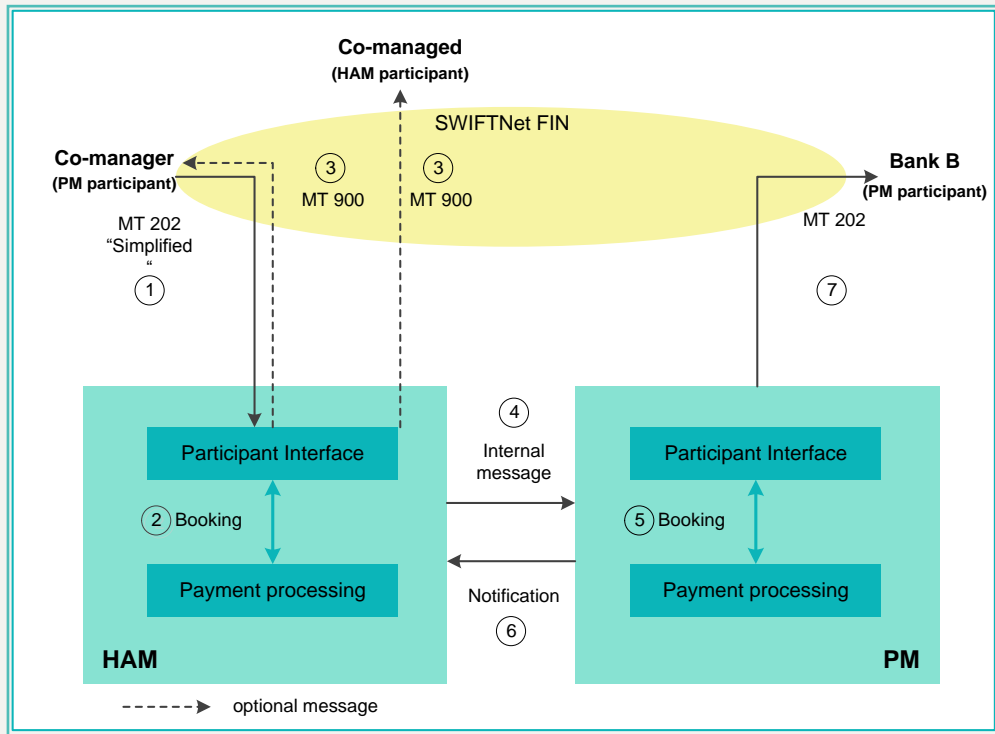 Co-managed
(HAM participant)
SWIFTNet FIN
Co-manager
(PM participant)
3
MT 900
3
MT 900
Bank B
(PM participant)
MT 202
“Simplified
“
1
MT 202
7
4
Internal
message
Participant Interface
Participant Interface
2 Booking
5 Booking
Payment processing
Payment processing
Notification
6
HAM
PM
optional message